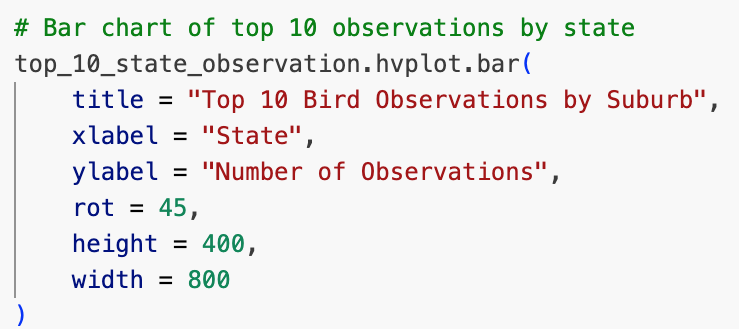 # Bar chart of top 10 observations by state
top_10_state_observation.hvplot.bar(
    title = "Top 10 Bird Observations by Suburb",
    xlabel = "State",
    ylabel = "Number of Observations",
    rot = 45,
    height = 400,
    width = 800
)